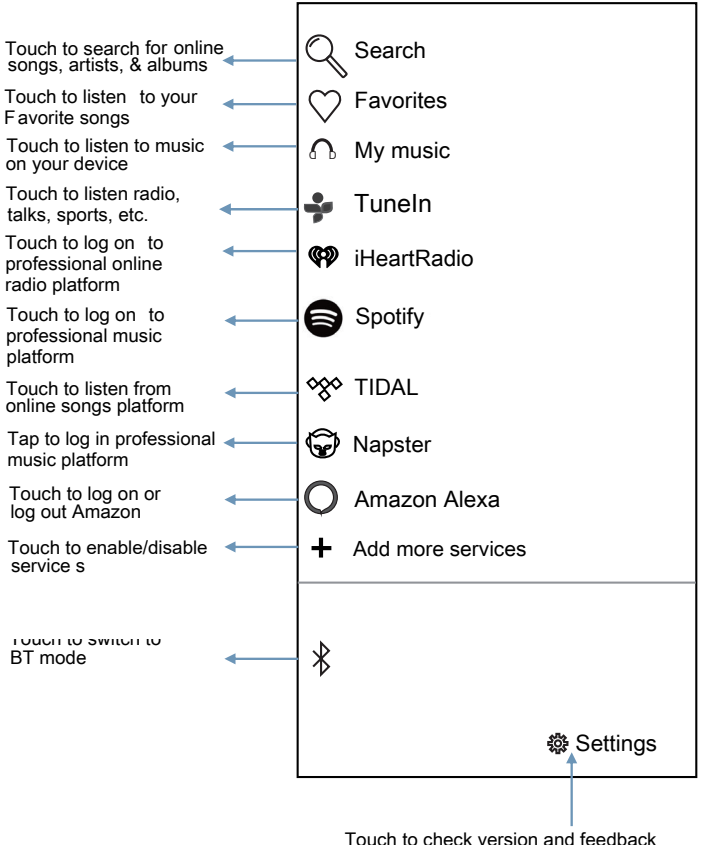 Touch to search for online
songs, artists, & albums
Search
Touch to listen to your
Favorite songs
Favorites
Touch to listen to music
on your device
My music
Touch to listen radio,
talks, sports, etc.
TuneIn
Touch to log on to
professional online
radio platform
iHeartRadio
Touch to log on to
professional music
platform
Spotify
Touch to listen from
online songs platform
TIDAL
Tap to log in professional
music platform
Napster
Touch to log on or
log out Amazon
Amazon Alexa
Touch to enable/disable
service s
+ Add more services
Touch to switch to
BT mode
Settings
Touch to check version and feedback